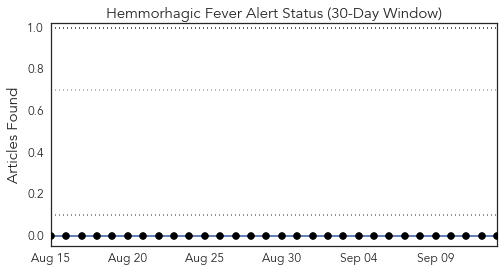 Hemmorhagic Fever Alert Status (30-Day Window)
Articles Found
1.0
0.8
0.6
0.4
0.2
0.0
Aug 15 Aug 20 Aug 25 Aug 30 Sep 04 Sep 09